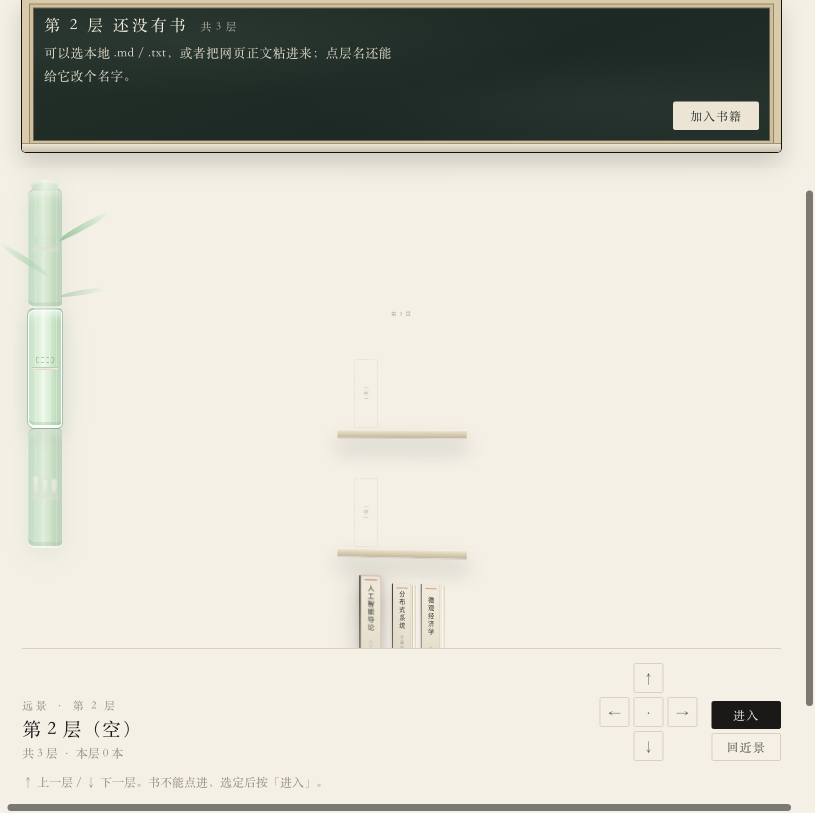 第 2 层 还没有书 共 3 层
可以选本地 .md / .txt，或者把网页正文粘进来；点层名还能
给它改个名字。
加入书籍
第 3 层
（空）
（空）
人工智能导论
分布式系统
微观经济学
远景 · 第 2 层
第 2 层（空）
共 3 层 · 本层 0 本
↑ 上一层 / ↓ 下一层。书不能点进，选定后按「进入」。
↑
← · →
↓
进入
回近景